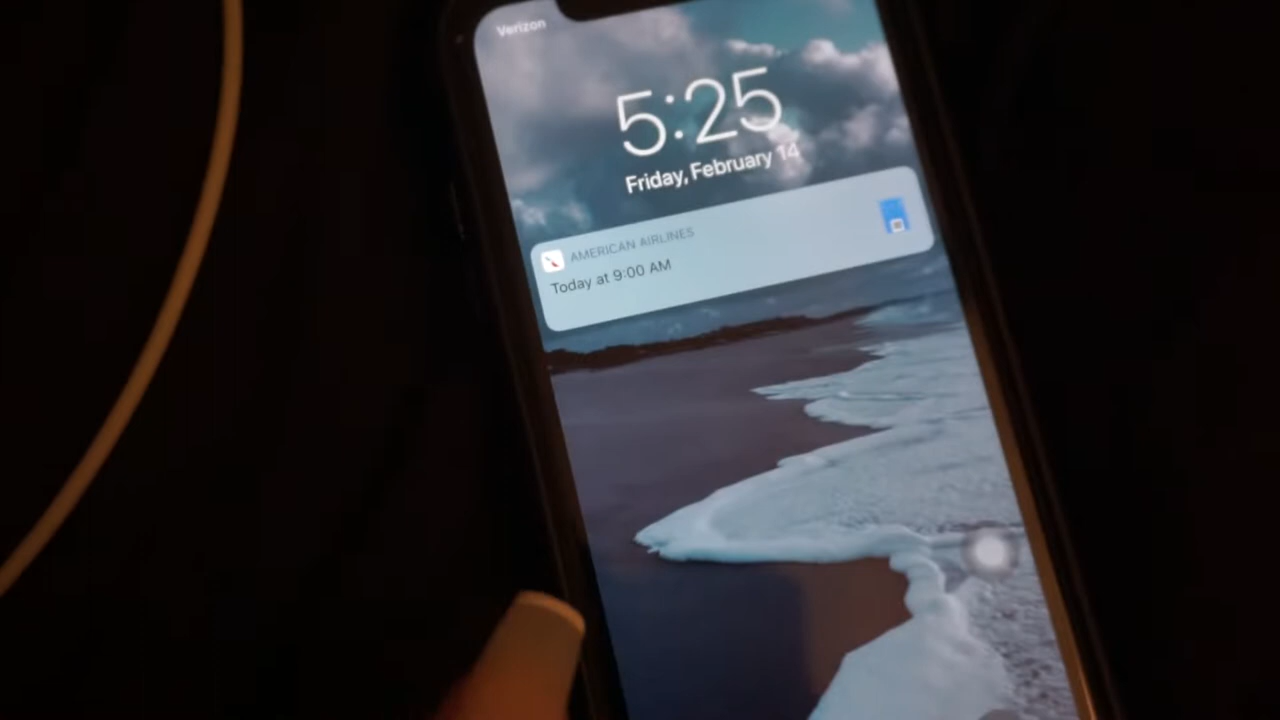 Verizon
5:25
Friday, February 14
AMERICAN AIRLINES
Today at 9:00 AM